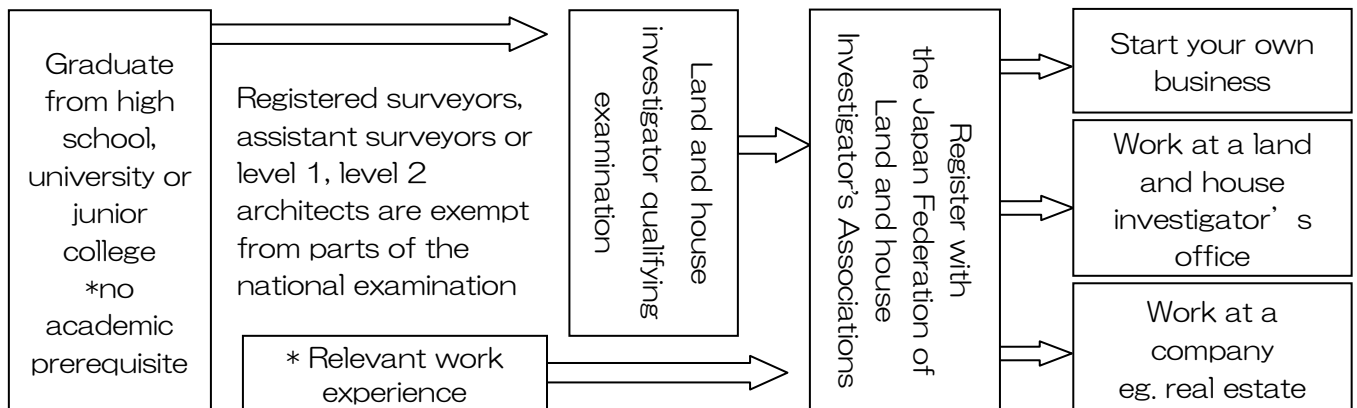 Graduate
from high
school,
university or
junior
college
*no
academic
prerequisite
Registered surveyors,
assistant surveyors or
level 1, level 2
architects are exempt
from parts of the
national examination
* Relevant work
experience
Land and house
investigator qualifying
examination
Register with
the Japan Federation of
Land and house
Investigator's Associations
Start your own
business
Work at a land
and house
investigator’s
office
Work at a
company
eg. real estate